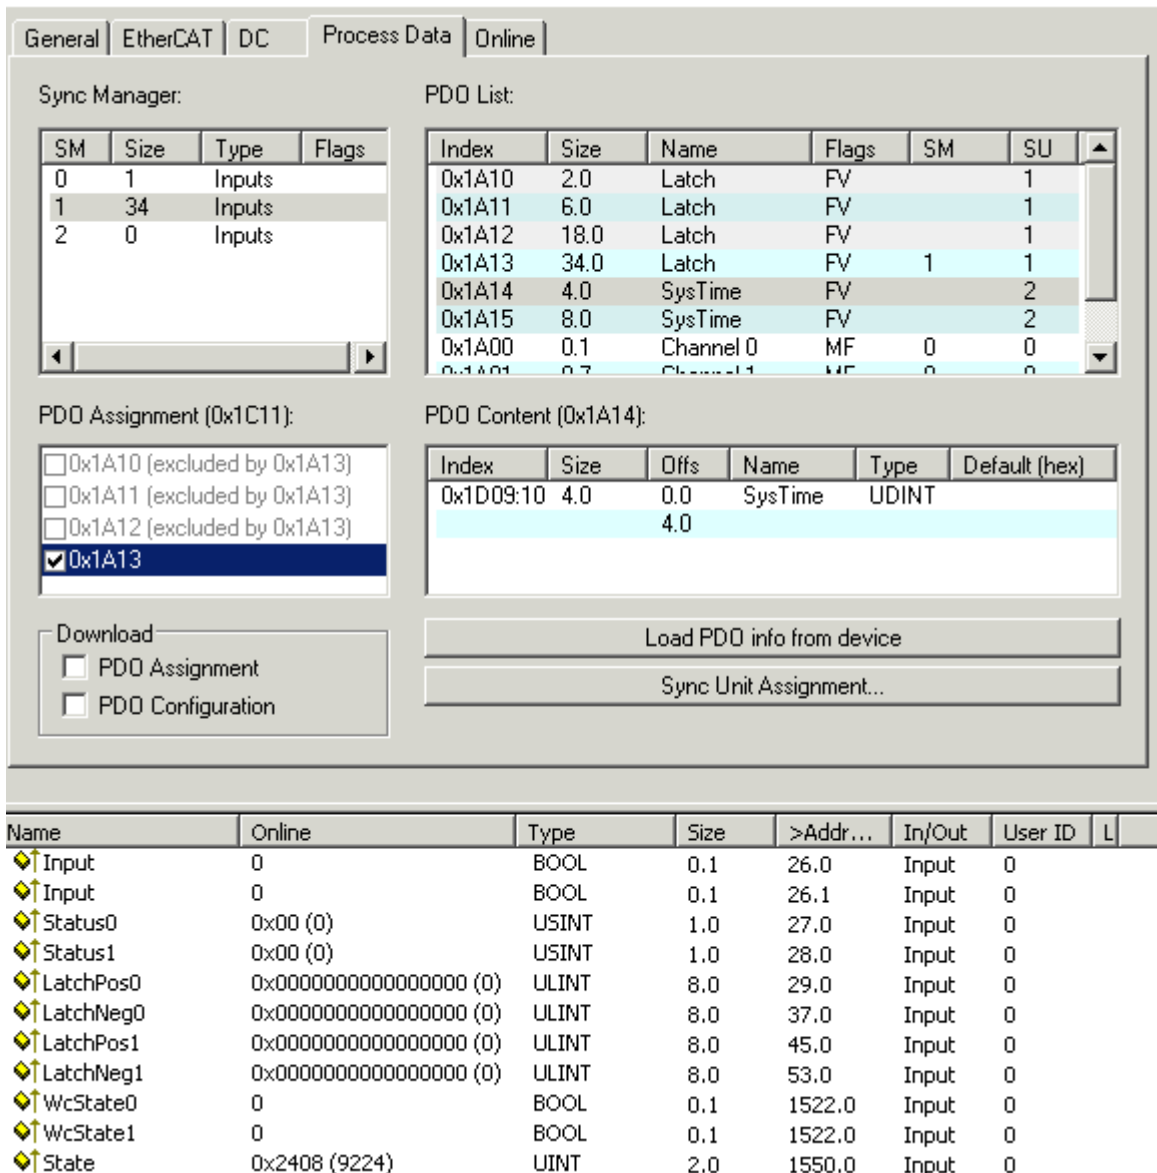 General EtherCAT DC Process Data Online
Sync Manager:
SM Size Type Flags
0 1 Inputs
1 34 Inputs
2 0 Inputs
PDO List:
Index Size Name Flags SM SU
0x1A10 2.0 Latch FV 1
0x1A11 6.0 Latch FV 1
0x1A12 18.0 Latch FV 1
0x1A13 34.0 Latch FV 1 1
0x1A14 4.0 SysTime FV 2
0x1A15 8.0 SysTime FV 2
0x1A00 0.1 Channel 0 MF 0 0
0x1A01 0.7 Channel 1 MF 0 0
PDO Assignment (0x1C11):
0x1A10 (excluded by 0x1A13)
0x1A11 (excluded by 0x1A13)
0x1A12 (excluded by 0x1A13)
0x1A13
PDO Content (0x1A14):
Index Size Offs Name Type Default (hex)
0x1D09:10 4.0 0.0 SysTime UDINT
4.0
Download
PDO Assignment
PDO Configuration
Load PDO info from device
Sync Unit Assignment...
Name Online Type Size >Addr... In/Out User ID L
Input 0 BOOL 0.1 26.0 Input 0
Input 0 BOOL 0.1 26.1 Input 0
Status0 0x00 (0) USINT 1.0 27.0 Input 0
Status1 0x00 (0) USINT 1.0 28.0 Input 0
LatchPos0 0x0000000000000000 (0) ULINT 8.0 29.0 Input 0
LatchNeg0 0x0000000000000000 (0) ULINT 8.0 37.0 Input 0
LatchPos1 0x0000000000000000 (0) ULINT 8.0 45.0 Input 0
LatchNeg1 0x0000000000000000 (0) ULINT 8.0 53.0 Input 0
WcState0 0 BOOL 0.1 1522.0 Input 0
WcState1 0 BOOL 0.1 1522.0 Input 0
State 0x2408 (9224) UINT 2.0 1550.0 Input 0